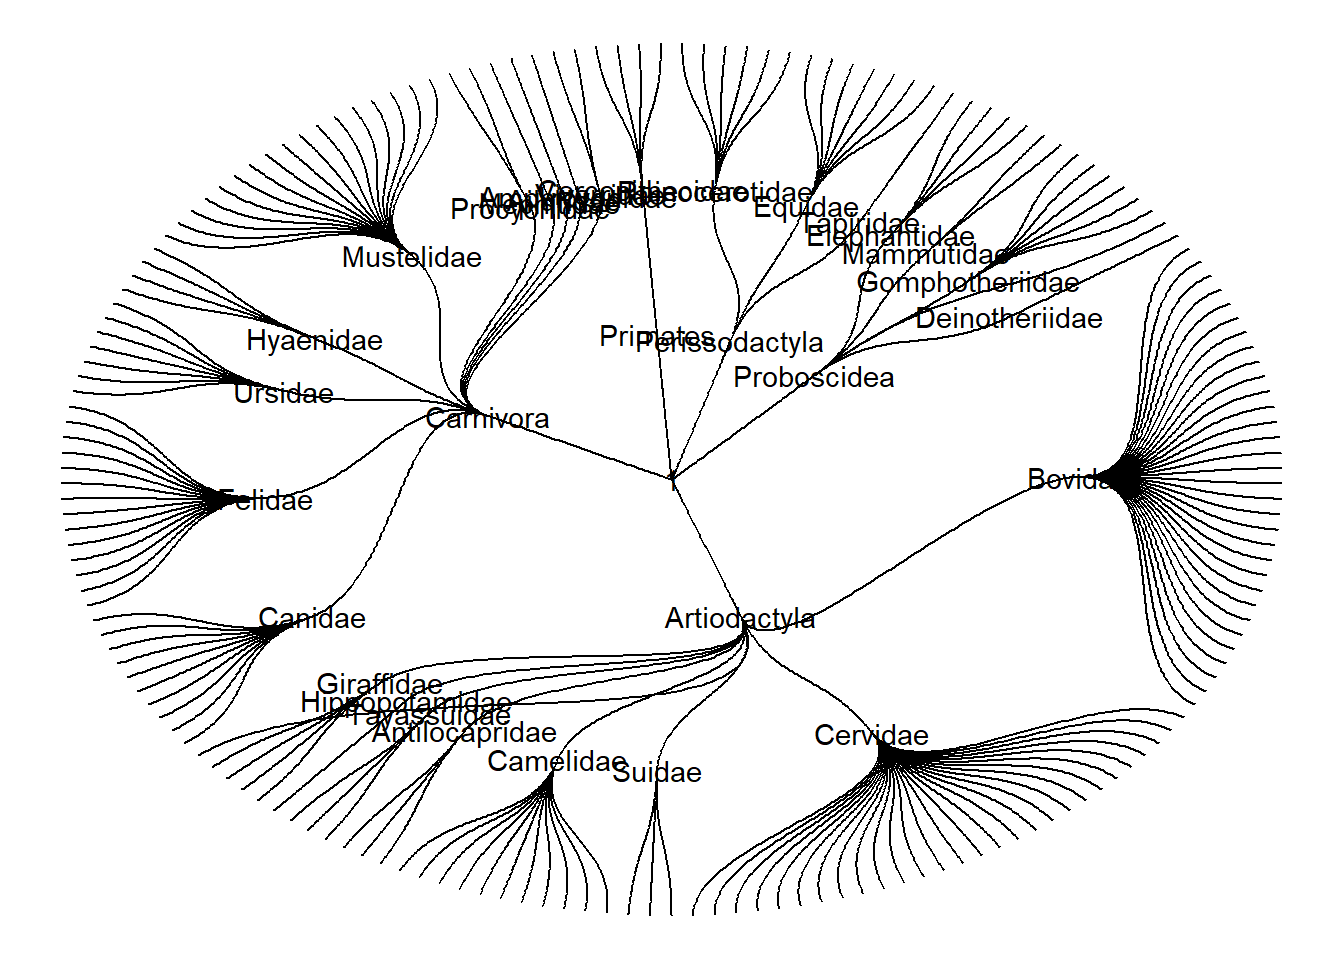 Procyonidae
Rhinocerotidae
Equidae
Tapiridae
Elephantidae
Mammutidae
Gomphotheriidae
Deinotheriidae
Mustelidae
Hyaenidae
Primates
Perissodactyla
Proboscidea
Ursidae
Carnivora
Felidae
Bovidae
Canidae
Artiodactyla
Giraffidae
Hippopotamidae
Tayassuidae
Antilocapridae
Cervidae
Camelidae
Suidae